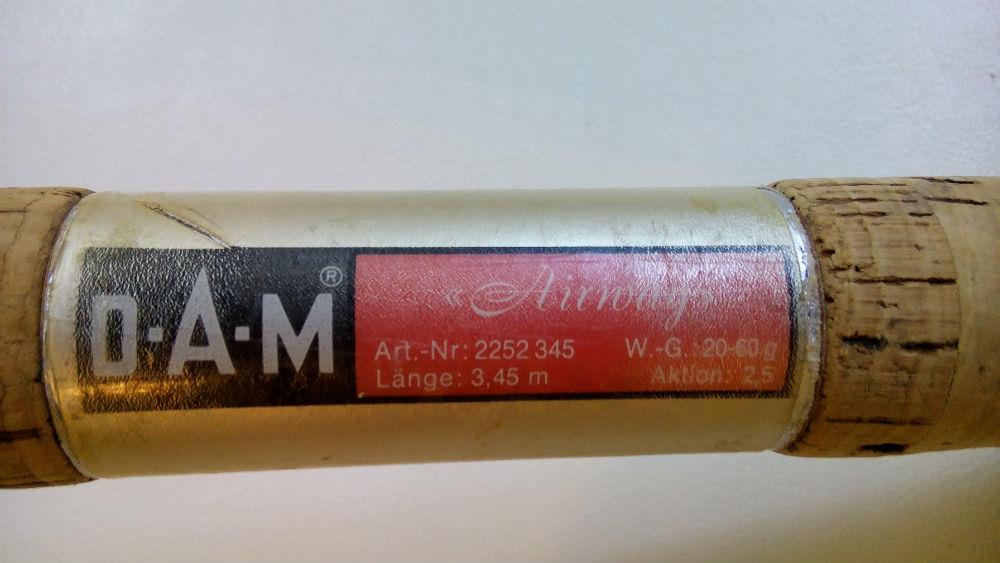 D·A·M®
«Airway»
Art.-Nr: 2252 345 W.-G.: 20-60 g
Länge: 3,45 m Aktion: 2,5